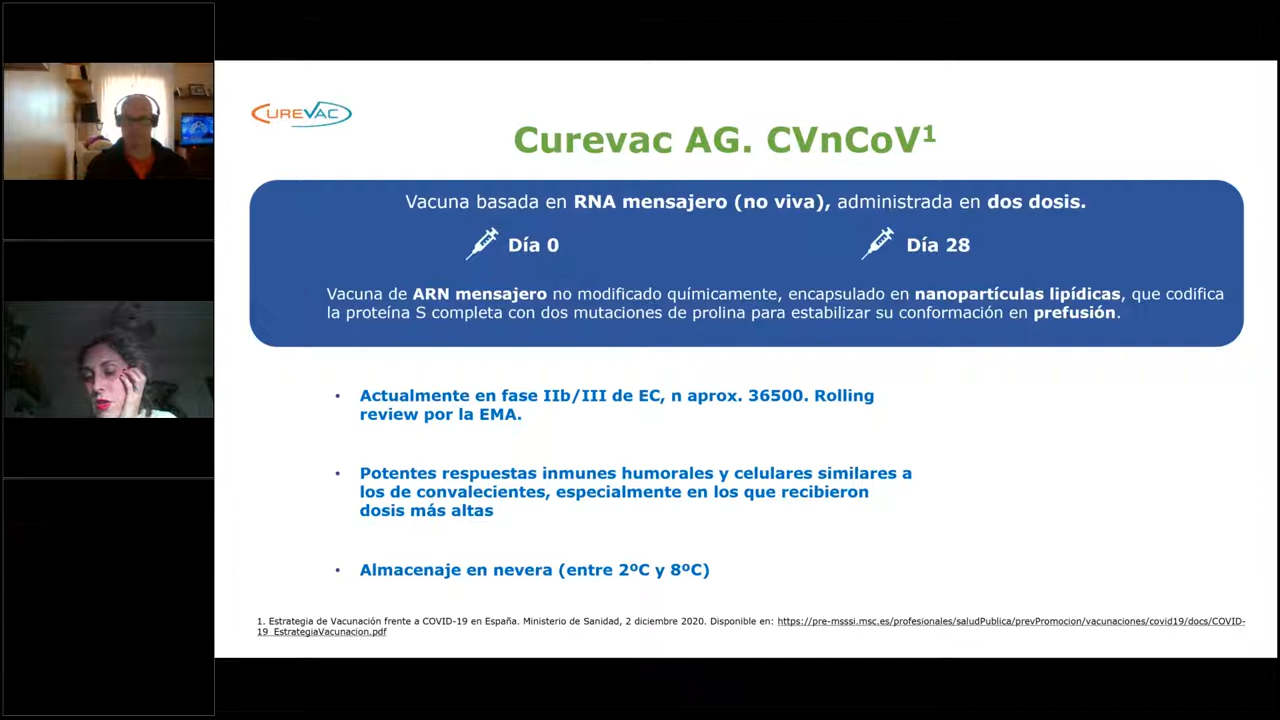 CUREVAC
Curevac AG. CVnCoV¹
Vacuna basada en RNA mensajero (no viva), administrada en dos dosis.
Día 0
Día 28
Vacuna de ARN mensajero no modificado químicamente, encapsulado en nanopartículas lipídicas, que codifica
la proteína S completa con dos mutaciones de prolina para estabilizar su conformación en prefusión.
• Actualmente en fase IIb/III de EC, n aprox. 36500. Rolling
review por la EMA.
• Potentes respuestas inmunes humorales y celulares similares a
los de convalecientes, especialmente en los que recibieron
dosis más altas
• Almacenaje en nevera (entre 2ºC y 8ºC)
1. Estrategia de Vacunación frente a COVID-19 en España. Ministerio de Sanidad, 2 diciembre 2020. Disponible en: https://pre-msssi.msc.es/profesionales/saludPublica/prevPromocion/vacunaciones/covid19/docs/COVID-
19_EstrategiaVacunacion.pdf